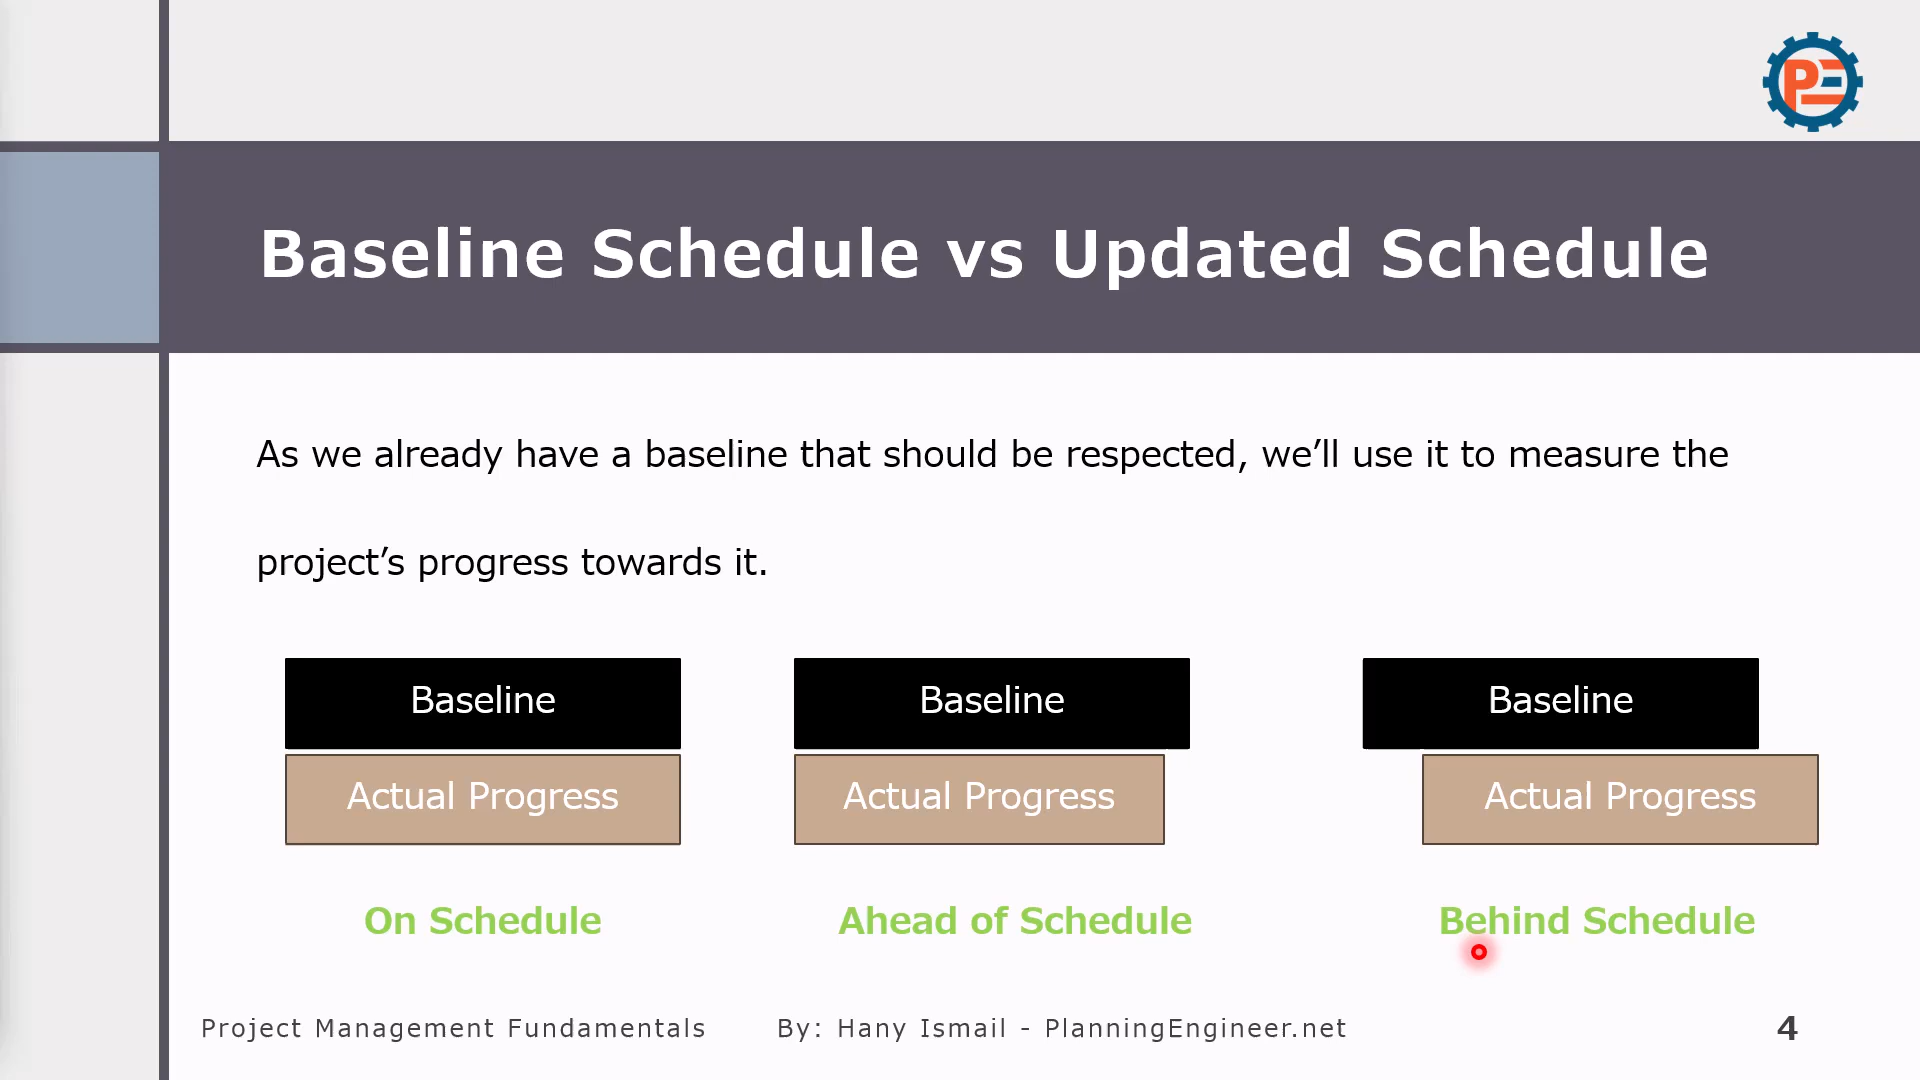 PE
Baseline Schedule vs Updated Schedule
As we already have a baseline that should be respected, we’ll use it to measure the
project’s progress towards it.
Baseline Baseline Baseline
Actual Progress Actual Progress Actual Progress
On Schedule Ahead of Schedule Behind Schedule
Project Management Fundamentals By: Hany Ismail - PlanningEngineer.net 4